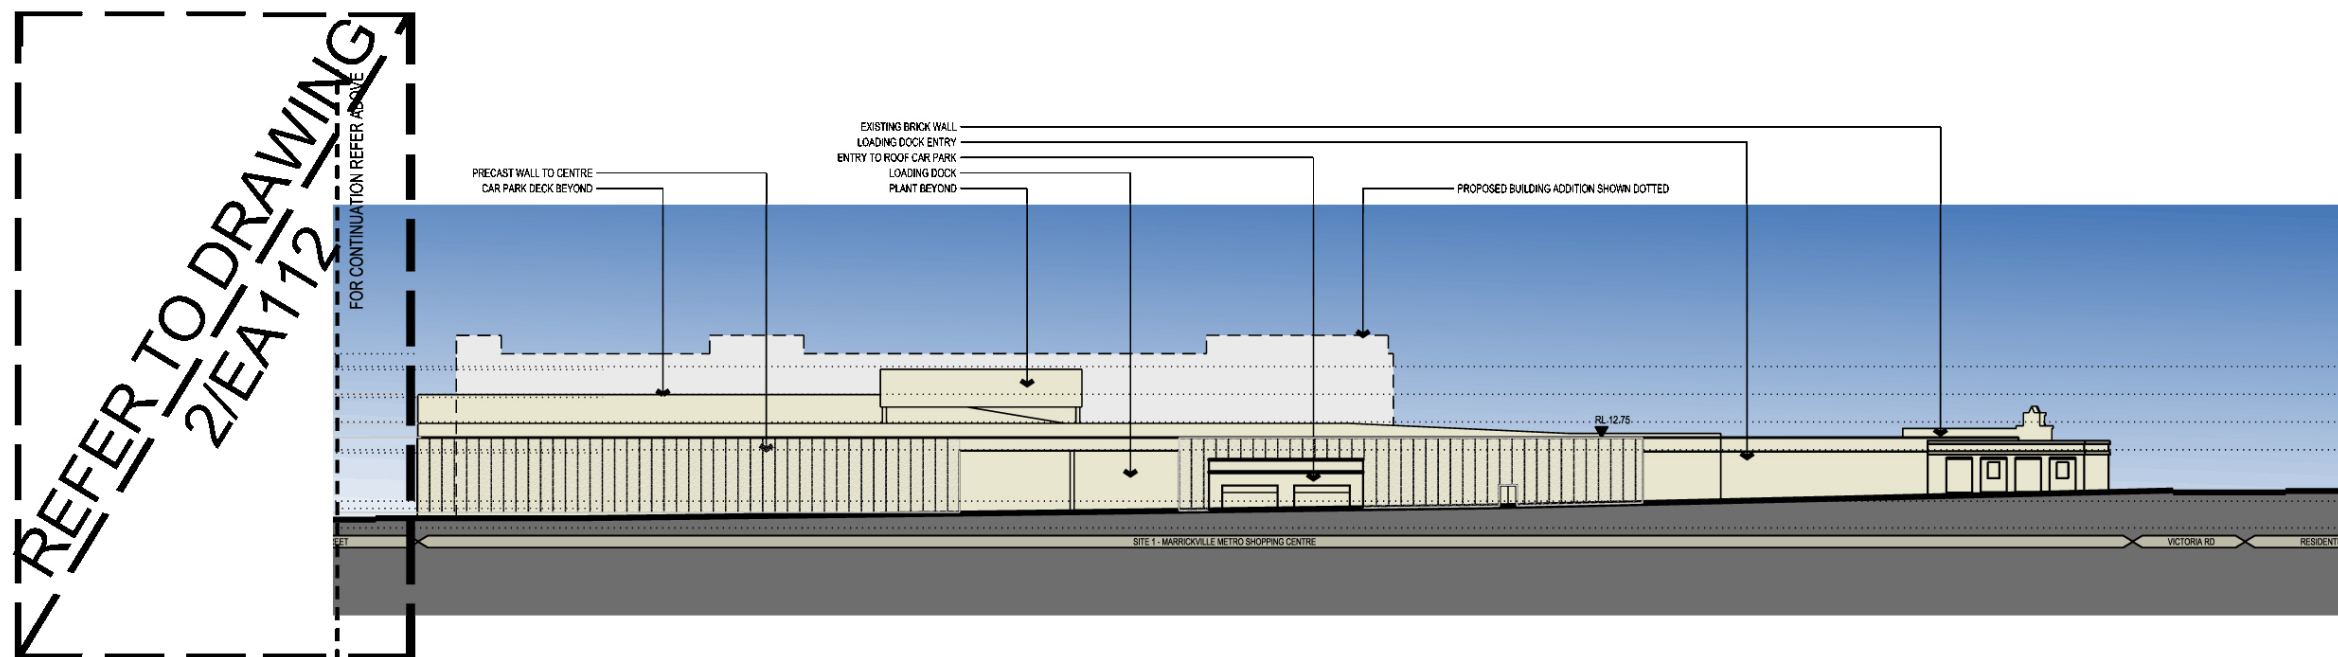 REFER TO DRAWING
2/EA112
FOR CONTINUATION REFER ABOVE
EXISTING BRICK WALL
LOADING DOCK ENTRY
ENTRY TO ROOF CAR PARK
PRECAST WALL TO CENTRE
LOADING DOCK
CAR PARK DECK BEYOND
PLANT BEYOND
PROPOSED BUILDING ADDITION SHOWN DOTTED
RL 12.75
EET
SITE 1 - MARRICKVILLE METRO SHOPPING CENTRE
VICTORIA RD
RESIDENT